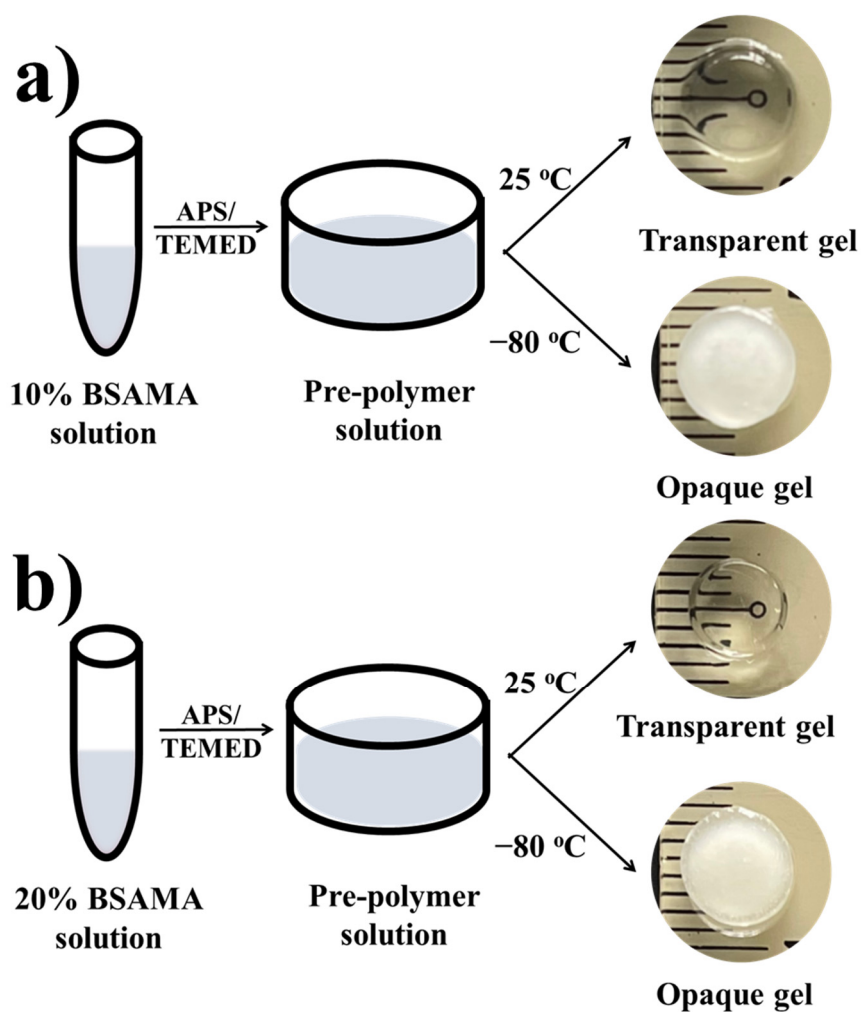 a)
APS/
TEMED
25 °C
−80 °C
Transparent gel
10% BSAMA
solution
Pre-polymer
solution
Opaque gel
b)
APS/
TEMED
25 °C
−80 °C
Transparent gel
20% BSAMA
solution
Pre-polymer
solution
Opaque gel